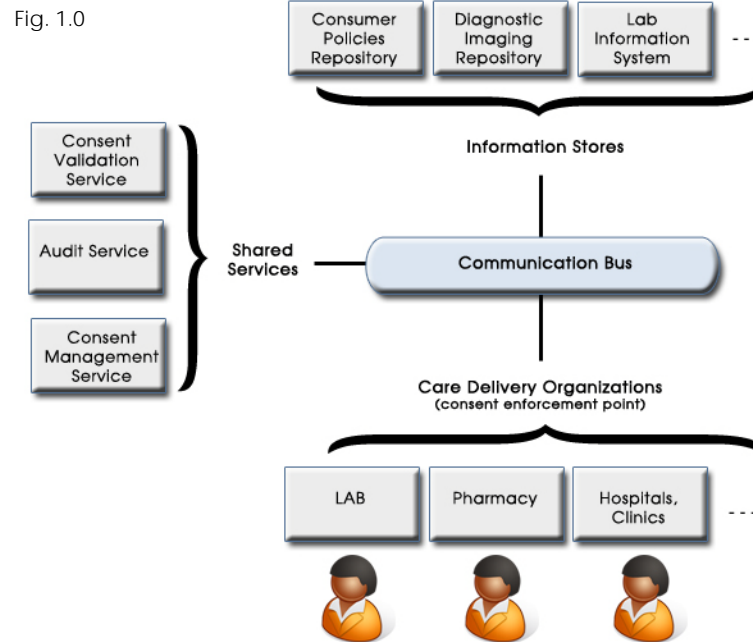 Fig. 1.0
Consumer
Policies
Repository
Diagnostic
Imaging
Repository
Lab
Information
System
- - -
Information Stores
Consent
Validation
Service
Audit Service
Consent
Management
Service
Shared
Services
Communication Bus
Care Delivery Organizations
(consent enforcement point)
LAB
Pharmacy
Hospitals,
Clinics
- - -